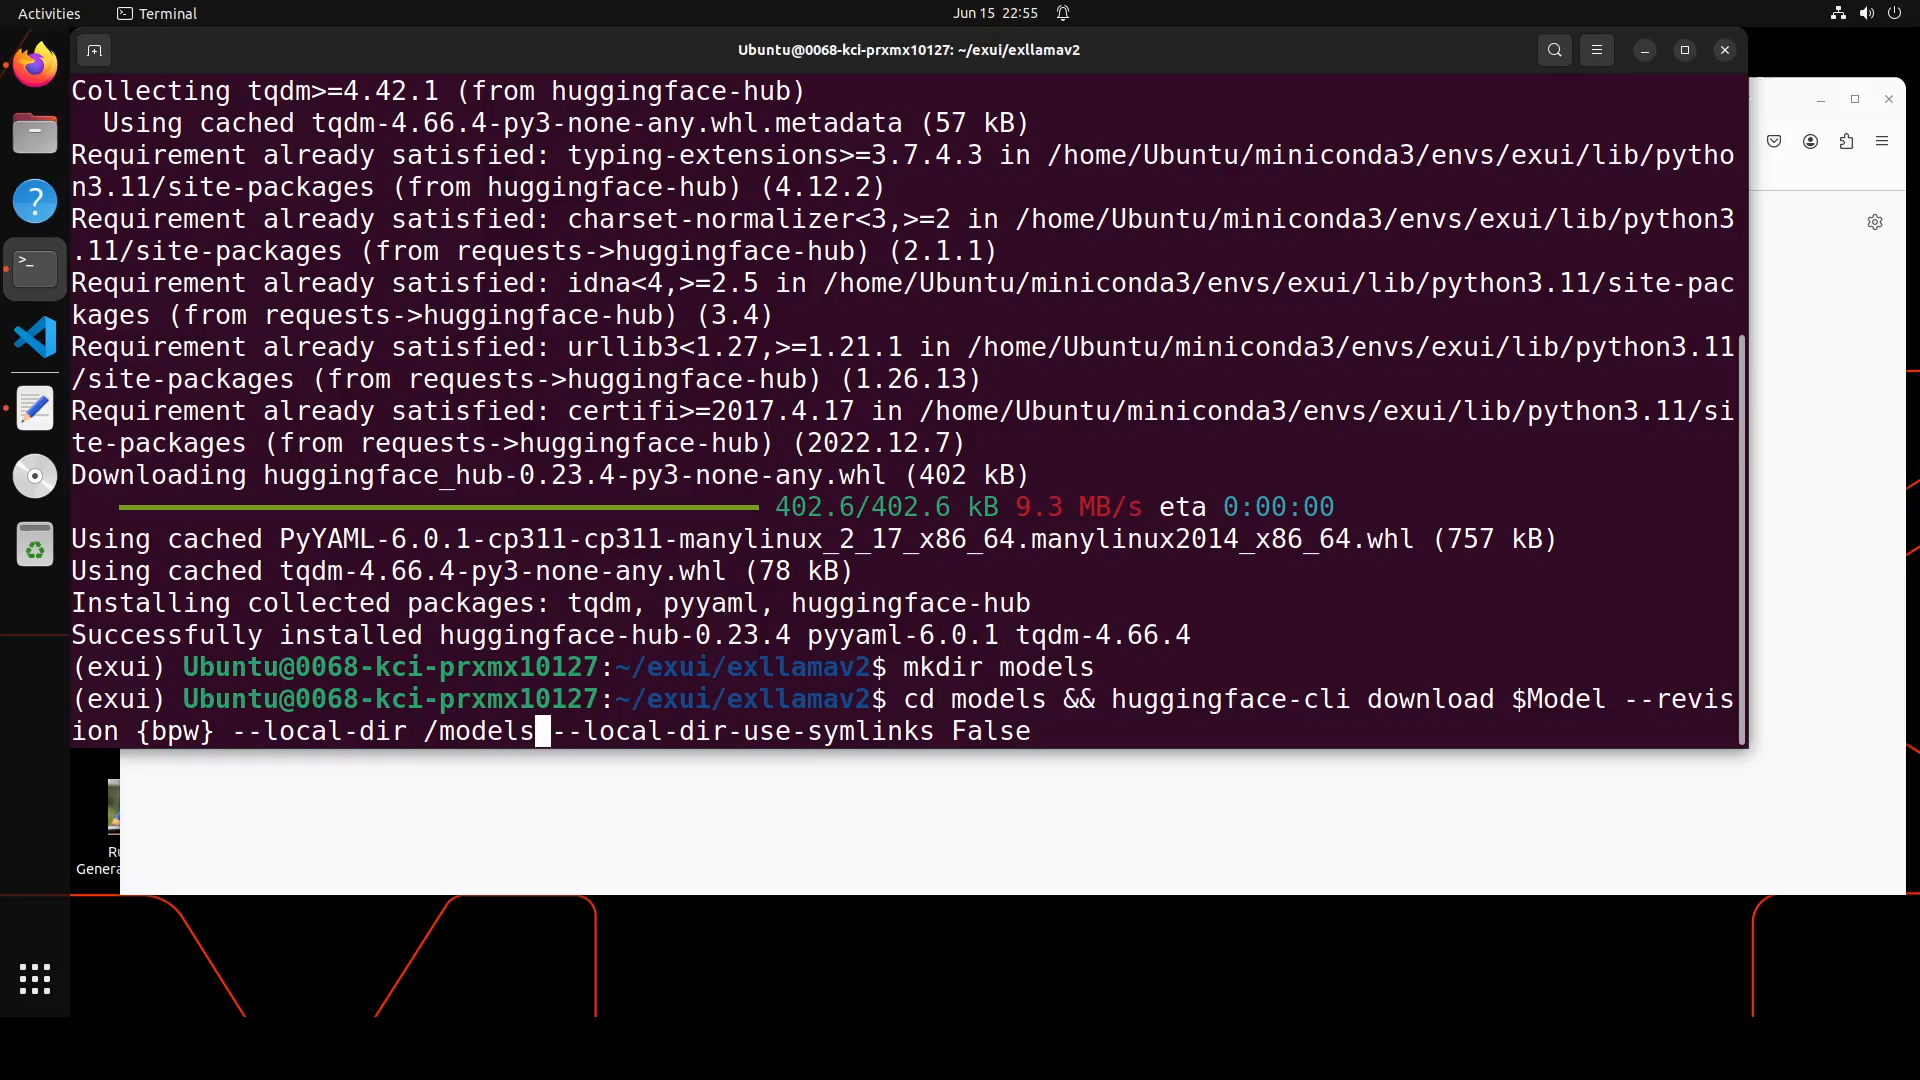 Activities
Terminal
Jun 15 22:55
Ubuntu@0068-kci-prxmx10127: ~/exui/exllamav2
Collecting tqdm>=4.42.1 (from huggingface-hub)
Using cached tqdm-4.66.4-py3-none-any.whl.metadata (57 kB)
Requirement already satisfied: typing-extensions>=3.7.4.3 in /home/Ubuntu/miniconda3/envs/exui/lib/pytho
n3.11/site-packages (from huggingface-hub) (4.12.2)
Requirement already satisfied: charset-normalizer<3,>=2 in /home/Ubuntu/miniconda3/envs/exui/lib/python3
.11/site-packages (from requests->huggingface-hub) (2.1.1)
Requirement already satisfied: idna<4,>=2.5 in /home/Ubuntu/miniconda3/envs/exui/lib/python3.11/site-pac
kages (from requests->huggingface-hub) (3.4)
Requirement already satisfied: urllib3<1.27,>=1.21.1 in /home/Ubuntu/miniconda3/envs/exui/lib/python3.11
/site-packages (from requests->huggingface-hub) (1.26.13)
Requirement already satisfied: certifi>=2017.4.17 in /home/Ubuntu/miniconda3/envs/exui/lib/python3.11/si
te-packages (from requests->huggingface-hub) (2022.12.7)
Downloading huggingface_hub-0.23.4-py3-none-any.whl (402 kB)
402.6/402.6 kB 9.3 MB/s eta 0:00:00
Using cached PyYAML-6.0.1-cp311-cp311-manylinux_2_17_x86_64.manylinux2014_x86_64.whl (757 kB)
Using cached tqdm-4.66.4-py3-none-any.whl (78 kB)
Installing collected packages: tqdm, pyyaml, huggingface-hub
Successfully installed huggingface-hub-0.23.4 pyyaml-6.0.1 tqdm-4.66.4
(exui) Ubuntu@0068-kci-prxmx10127:~/exui/exllamav2$ mkdir models
(exui) Ubuntu@0068-kci-prxmx10127:~/exui/exllamav2$ cd models && huggingface-cli download $Model --revis
ion {bpw} --local-dir /models --local-dir-use-symlinks False
Ru
Genera